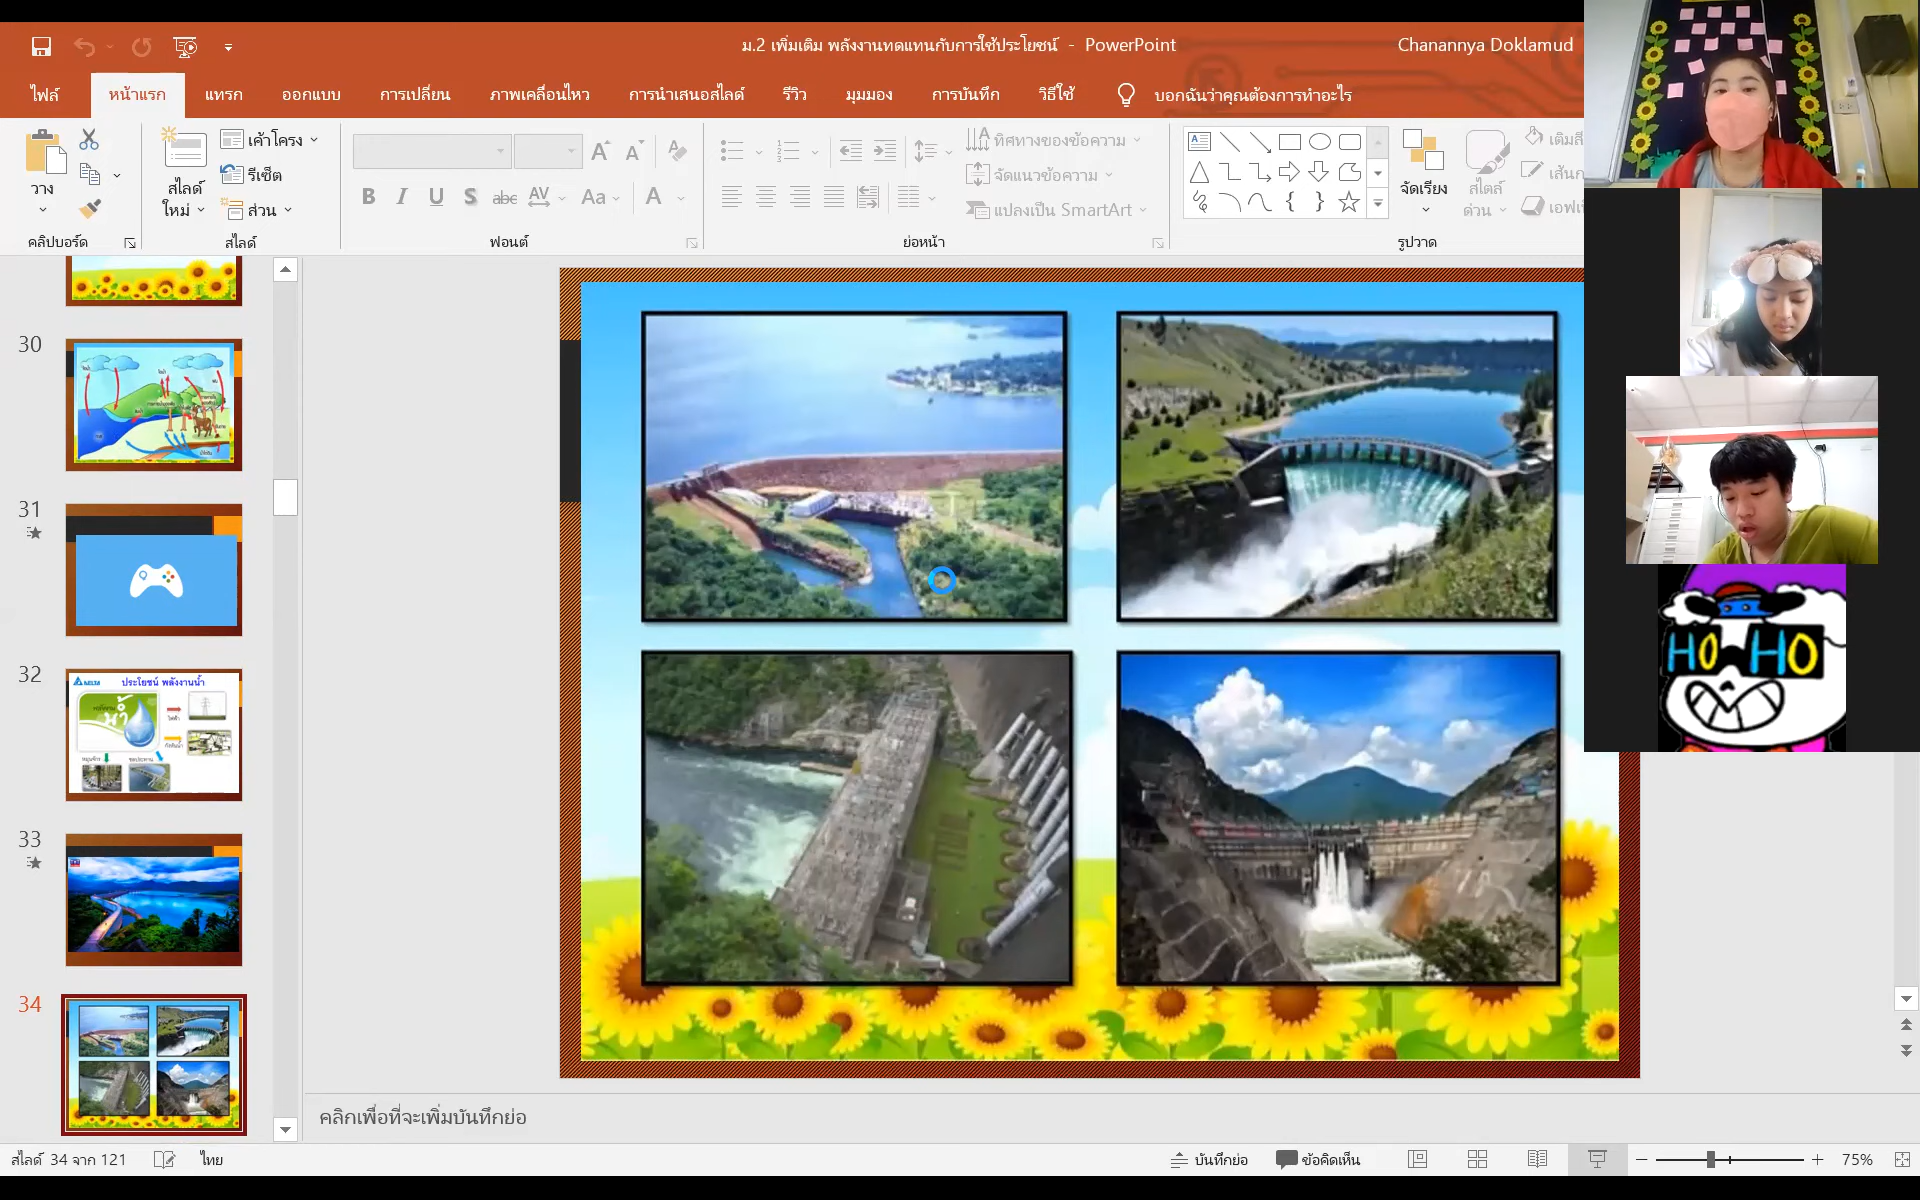 ม.2 เพิ่มเติม พลังงานทดแทนกับการใช้ประโยชน์ - PowerPoint
Chanannya Doklamud
ไฟล์ หน้าแรก แทรก ออกแบบ การเปลี่ยน ภาพเคลื่อนไหว การนำเสนอสไลด์ รีวิว มุมมอง การบันทึก วิธีใช้ บอกฉันว่าคุณต้องการทำอะไร
วาง
สไลด์
ใหม่
เค้าโครง
รีเซ็ต
ส่วน
B I U S abc AV Aa A
ทิศทางของข้อความ
จัดแนวข้อความ
แปลงเป็น SmartArt
จัดเรียง
สไตล์
ด่วน
เติมสี
เส้น
คลิปบอร์ด สไลด์ ฟอนต์ ย่อหน้า รูปวาด
30
31
32
DELTA ประโยชน์ พลังงานน้ำ
น้ำ
33
34
HO HO
คลิกเพื่อที่จะเพิ่มบันทึกย่อ
สไลด์ 34 จาก 121 ไทย บันทึกย่อ ข้อคิดเห็น 75%